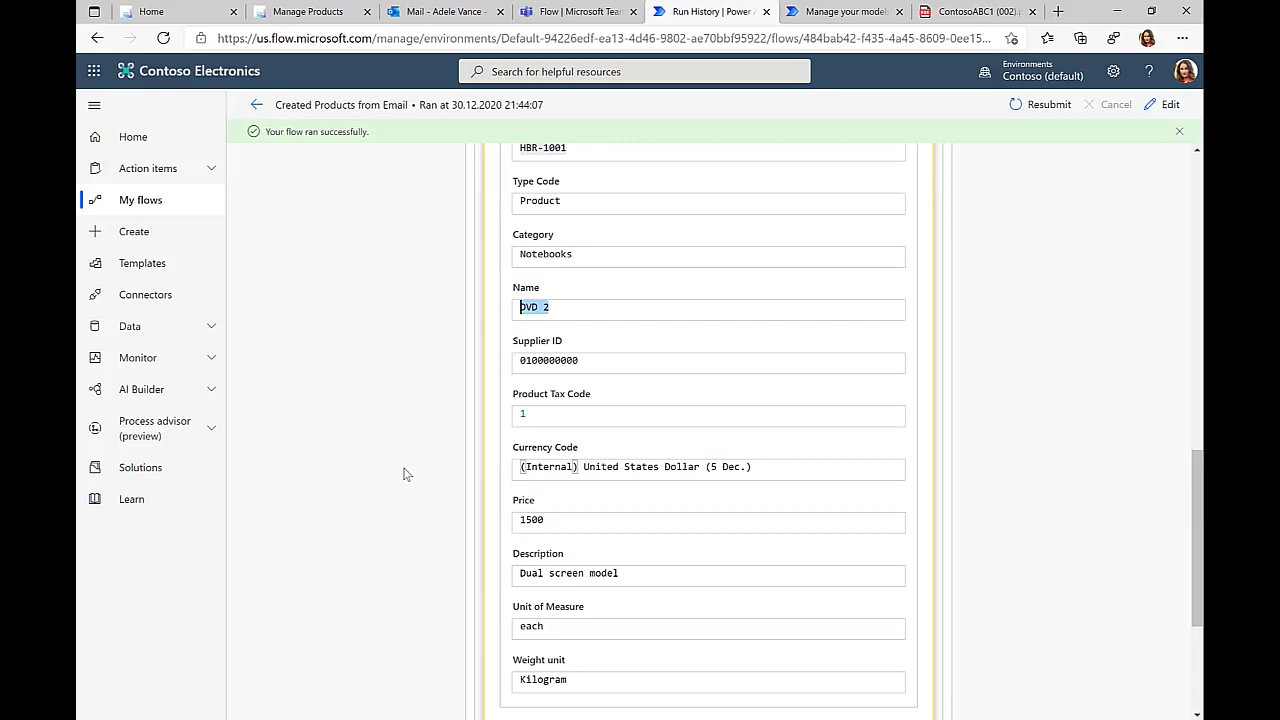 Home
Manage Products
Mail - Adele Vance -
Flow | Microsoft Tea
Run History | Power
Manage your model
ContosoABC1 (002).
https://us.flow.microsoft.com/manage/environments/Default-94226edf-ea13-4d46-9802-ae70bbf95922/flows/484bab42-f435-4a45-8609-0ee15...
Contoso Electronics
Search for helpful resources
Environments
Contoso (default)
Created Products from Email • Ran at 30.12.2020 21:44:07
Resubmit
Cancel
Edit
Your flow ran successfully.
Home
Action items
My flows
Create
Templates
Connectors
Data
Monitor
AI Builder
Process advisor
(preview)
Solutions
Learn
HBR-1001
Type Code
Product
Category
Notebooks
Name
DVD 2
Supplier ID
0100000000
Product Tax Code
1
Currency Code
(Internal) United States Dollar (5 Dec.)
Price
1500
Description
Dual screen model
Unit of Measure
each
Weight unit
Kilogram